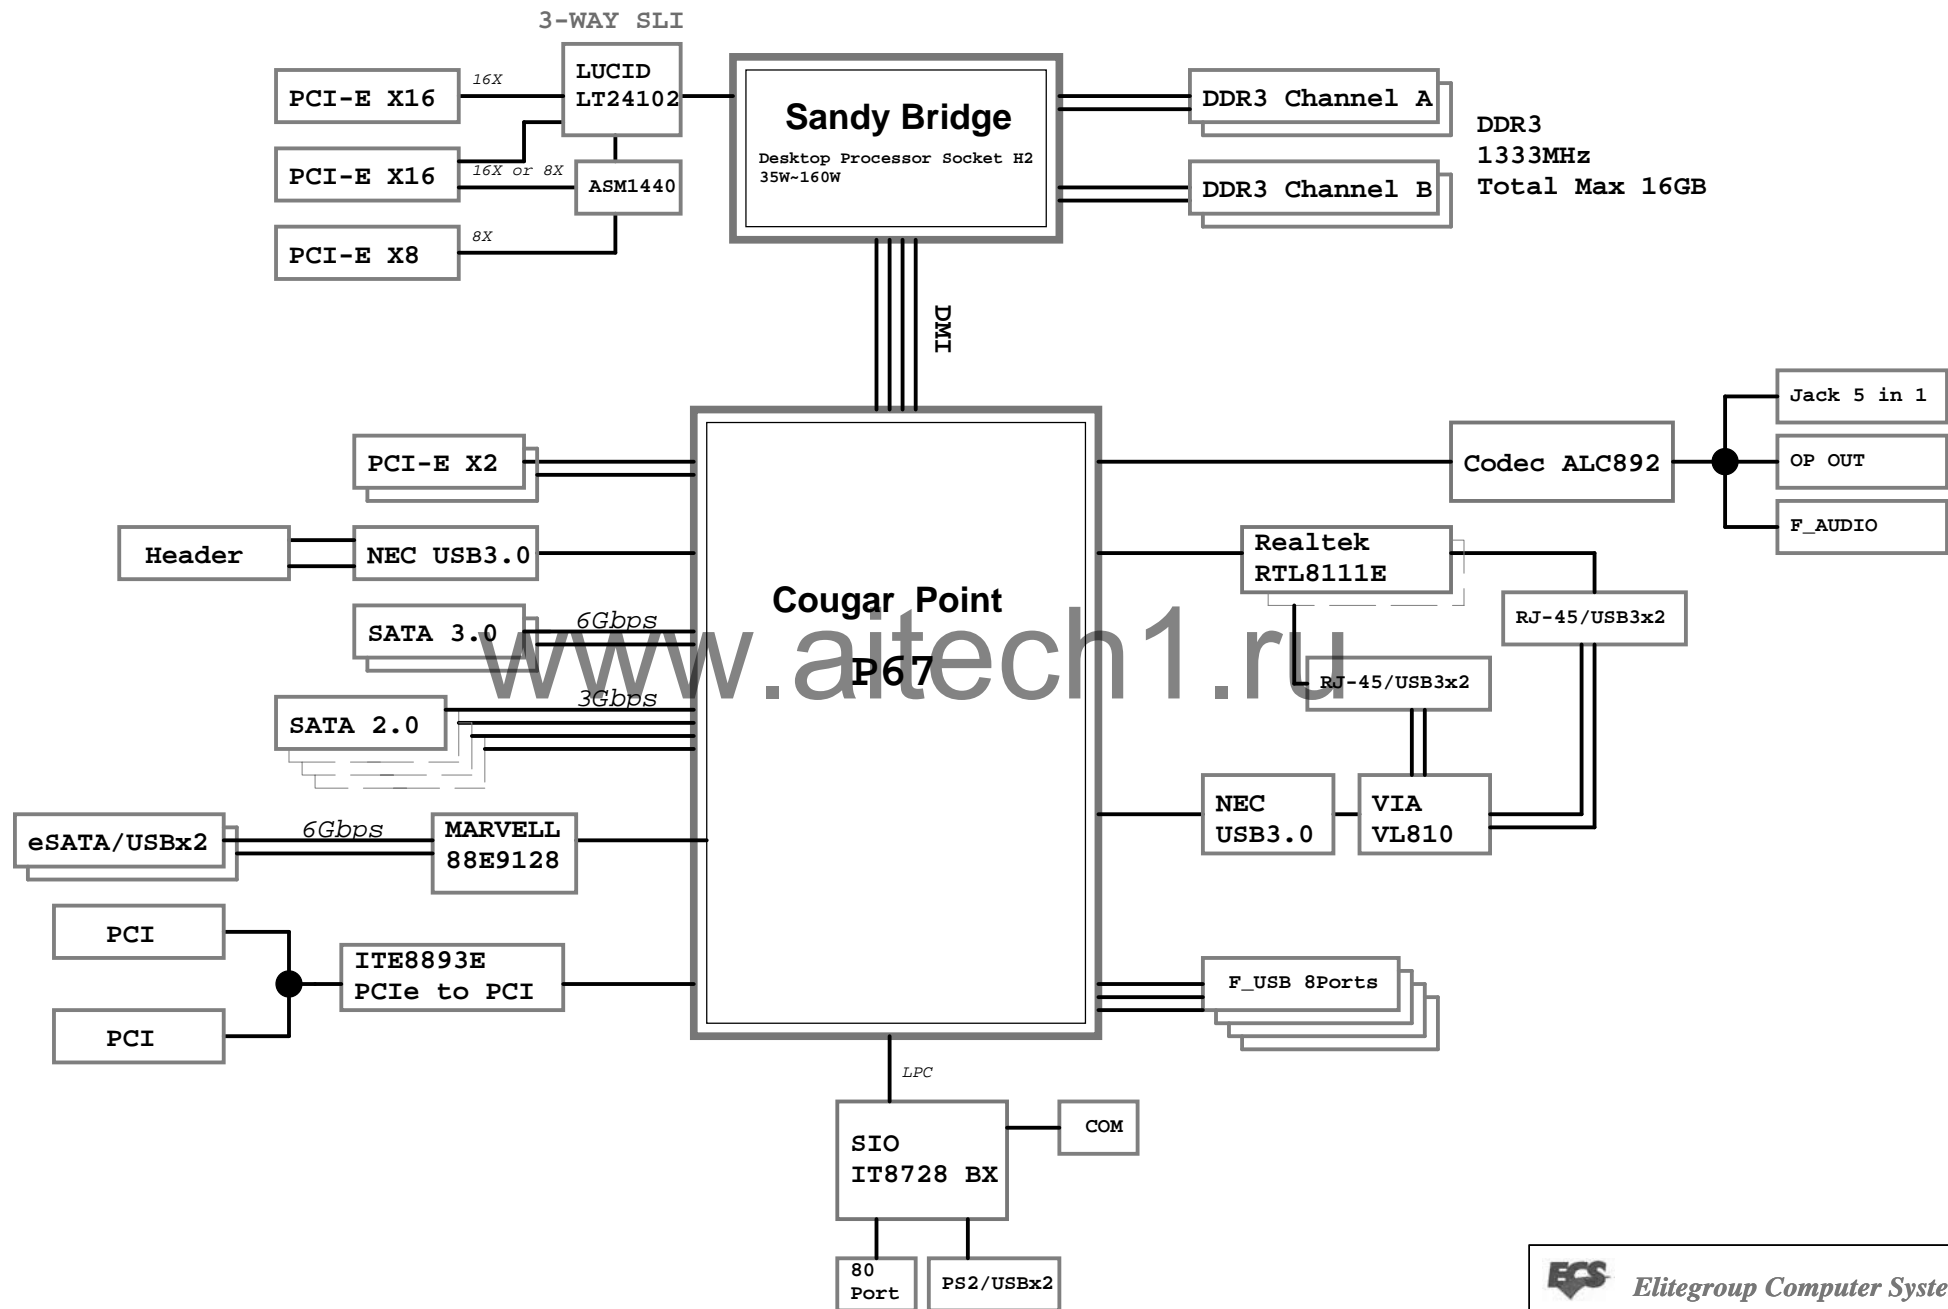 3-WAY SLI
PCI-E X16
16X
LUCID
LT24102
PCI-E X16
16X or 8X
ASM1440
PCI-E X8
8X
Sandy Bridge
Desktop Processor Socket H2
35W~160W
DDR3 Channel A
DDR3 Channel B
DDR3
1333MHz
Total Max 16GB
DMI
PCI-E X2
Header
NEC USB3.0
SATA 3.0
6Gbps
SATA 2.0
3Gbps
eSATA/USBx2
6Gbps
MARVELL
88E9128
PCI
PCI
ITE8893E
PCIe to PCI
Cougar Point
P67
www.aitech1.ru
Codec ALC892
Jack 5 in 1
OP OUT
F_AUDIO
Realtek
RTL8111E
RJ-45/USB3x2
RJ-45/USB3x2
NEC
USB3.0
VIA
VL810
F_USB 8Ports
LPC
SIO
IT8728 BX
COM
80
Port
PS2/USBx2
ECS
Elitegroup Computer Syste